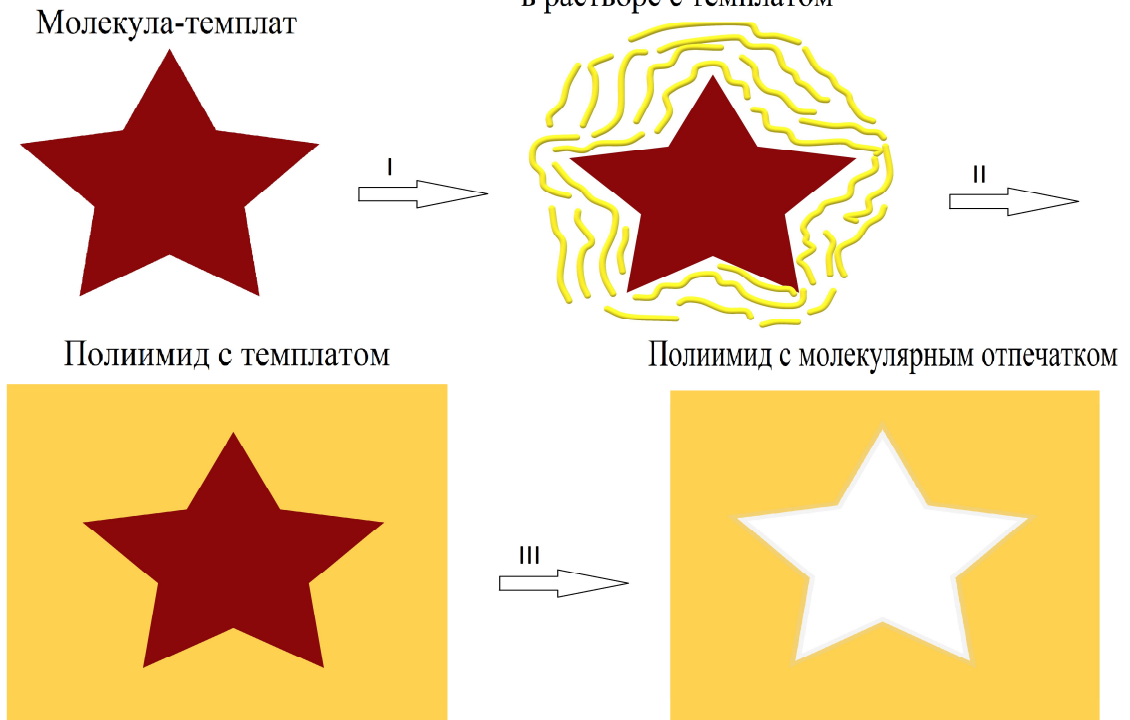 в растворе с темплатом
Молекула-темплат
I
II
Полиимид с темплатом
Полиимид с молекулярным отпечатком
III